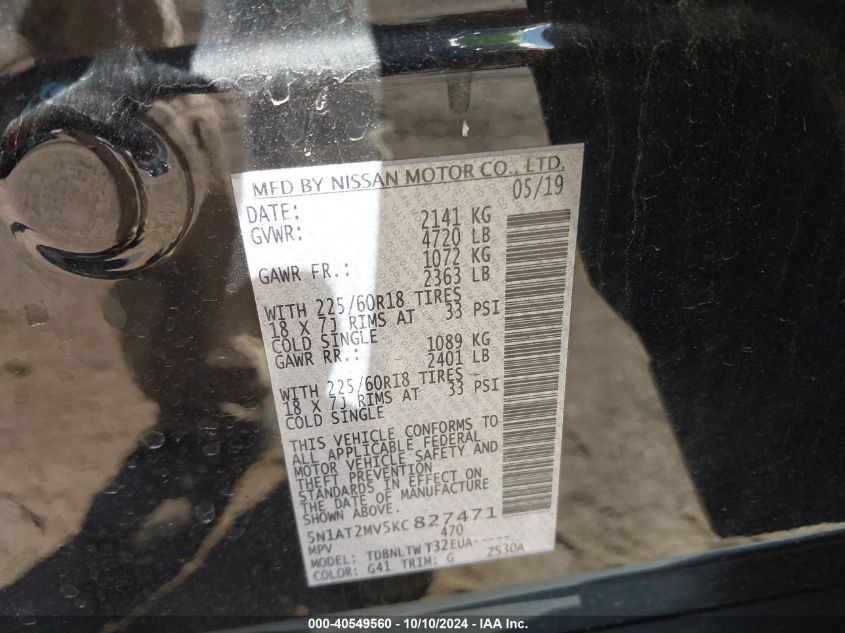 MFD BY NISSAN MOTOR CO., LTD.
DATE: 05/19
GVWR: 2141 KG
4720 LB
GAWR FR.: 1072 KG
2363 LB
WITH 225/60R18 TIRES
18 X 7J RIMS AT 33 PSI
COLD SINGLE
GAWR RR.: 1089 KG
2401 LB
WITH 225/60R18 TIRES
18 X 7J RIMS AT 33 PSI
COLD SINGLE
THIS VEHICLE CONFORMS TO
ALL APPLICABLE FEDERAL
MOTOR VEHICLE SAFETY AND
THEFT PREVENTION
STANDARDS IN EFFECT ON
THE DATE OF MANUFACTURE
SHOWN ABOVE.
5N1AT2MV5KC827471
MPV 470
MODEL: TDBNLTW T32EUA-----
COLOR: G41 TRIM: G Z530A
000-40549560 - 10/10/2024 - IAAI Inc.